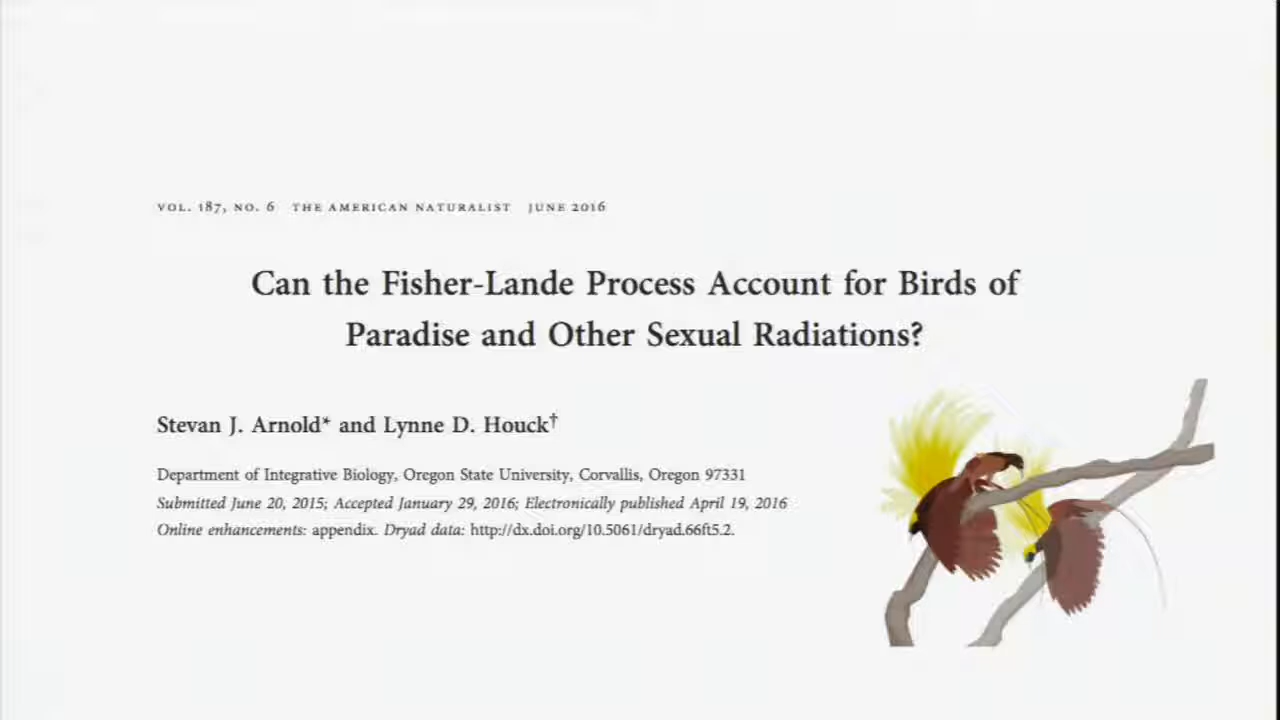 VOL. 187, NO. 6 THE AMERICAN NATURALIST JUNE 2016
Can the Fisher-Lande Process Account for Birds of
Paradise and Other Sexual Radiations?
Stevan J. Arnold* and Lynne D. Houck†
Department of Integrative Biology, Oregon State University, Corvallis, Oregon 97331
Submitted June 20, 2015; Accepted January 29, 2016; Electronically published April 19, 2016
Online enhancements: appendix. Dryad data: http://dx.doi.org/10.5061/dryad.66ft5.2.